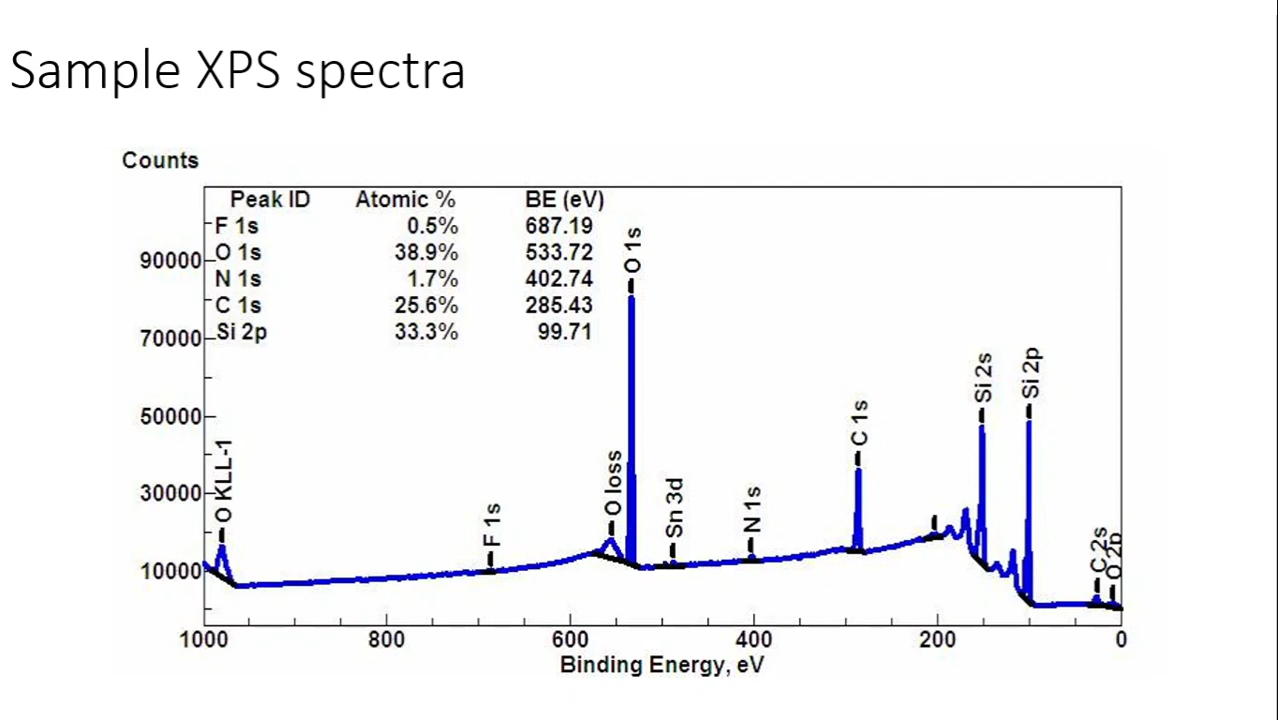 Sample XPS spectra
Counts
Peak ID Atomic % BE (eV)
F 1s 0.5% 687.19
O 1s 38.9% 533.72
N 1s 1.7% 402.74
C 1s 25.6% 285.43
Si 2p 33.3% 99.71
90000
70000
50000
30000
10000
O KLL-1
F 1s
O loss
O 1s
Sn 3d
N 1s
C 1s
Si 2s
Si 2p
C 2s
O 2p
1000 800 600 400 200 0
Binding Energy, eV